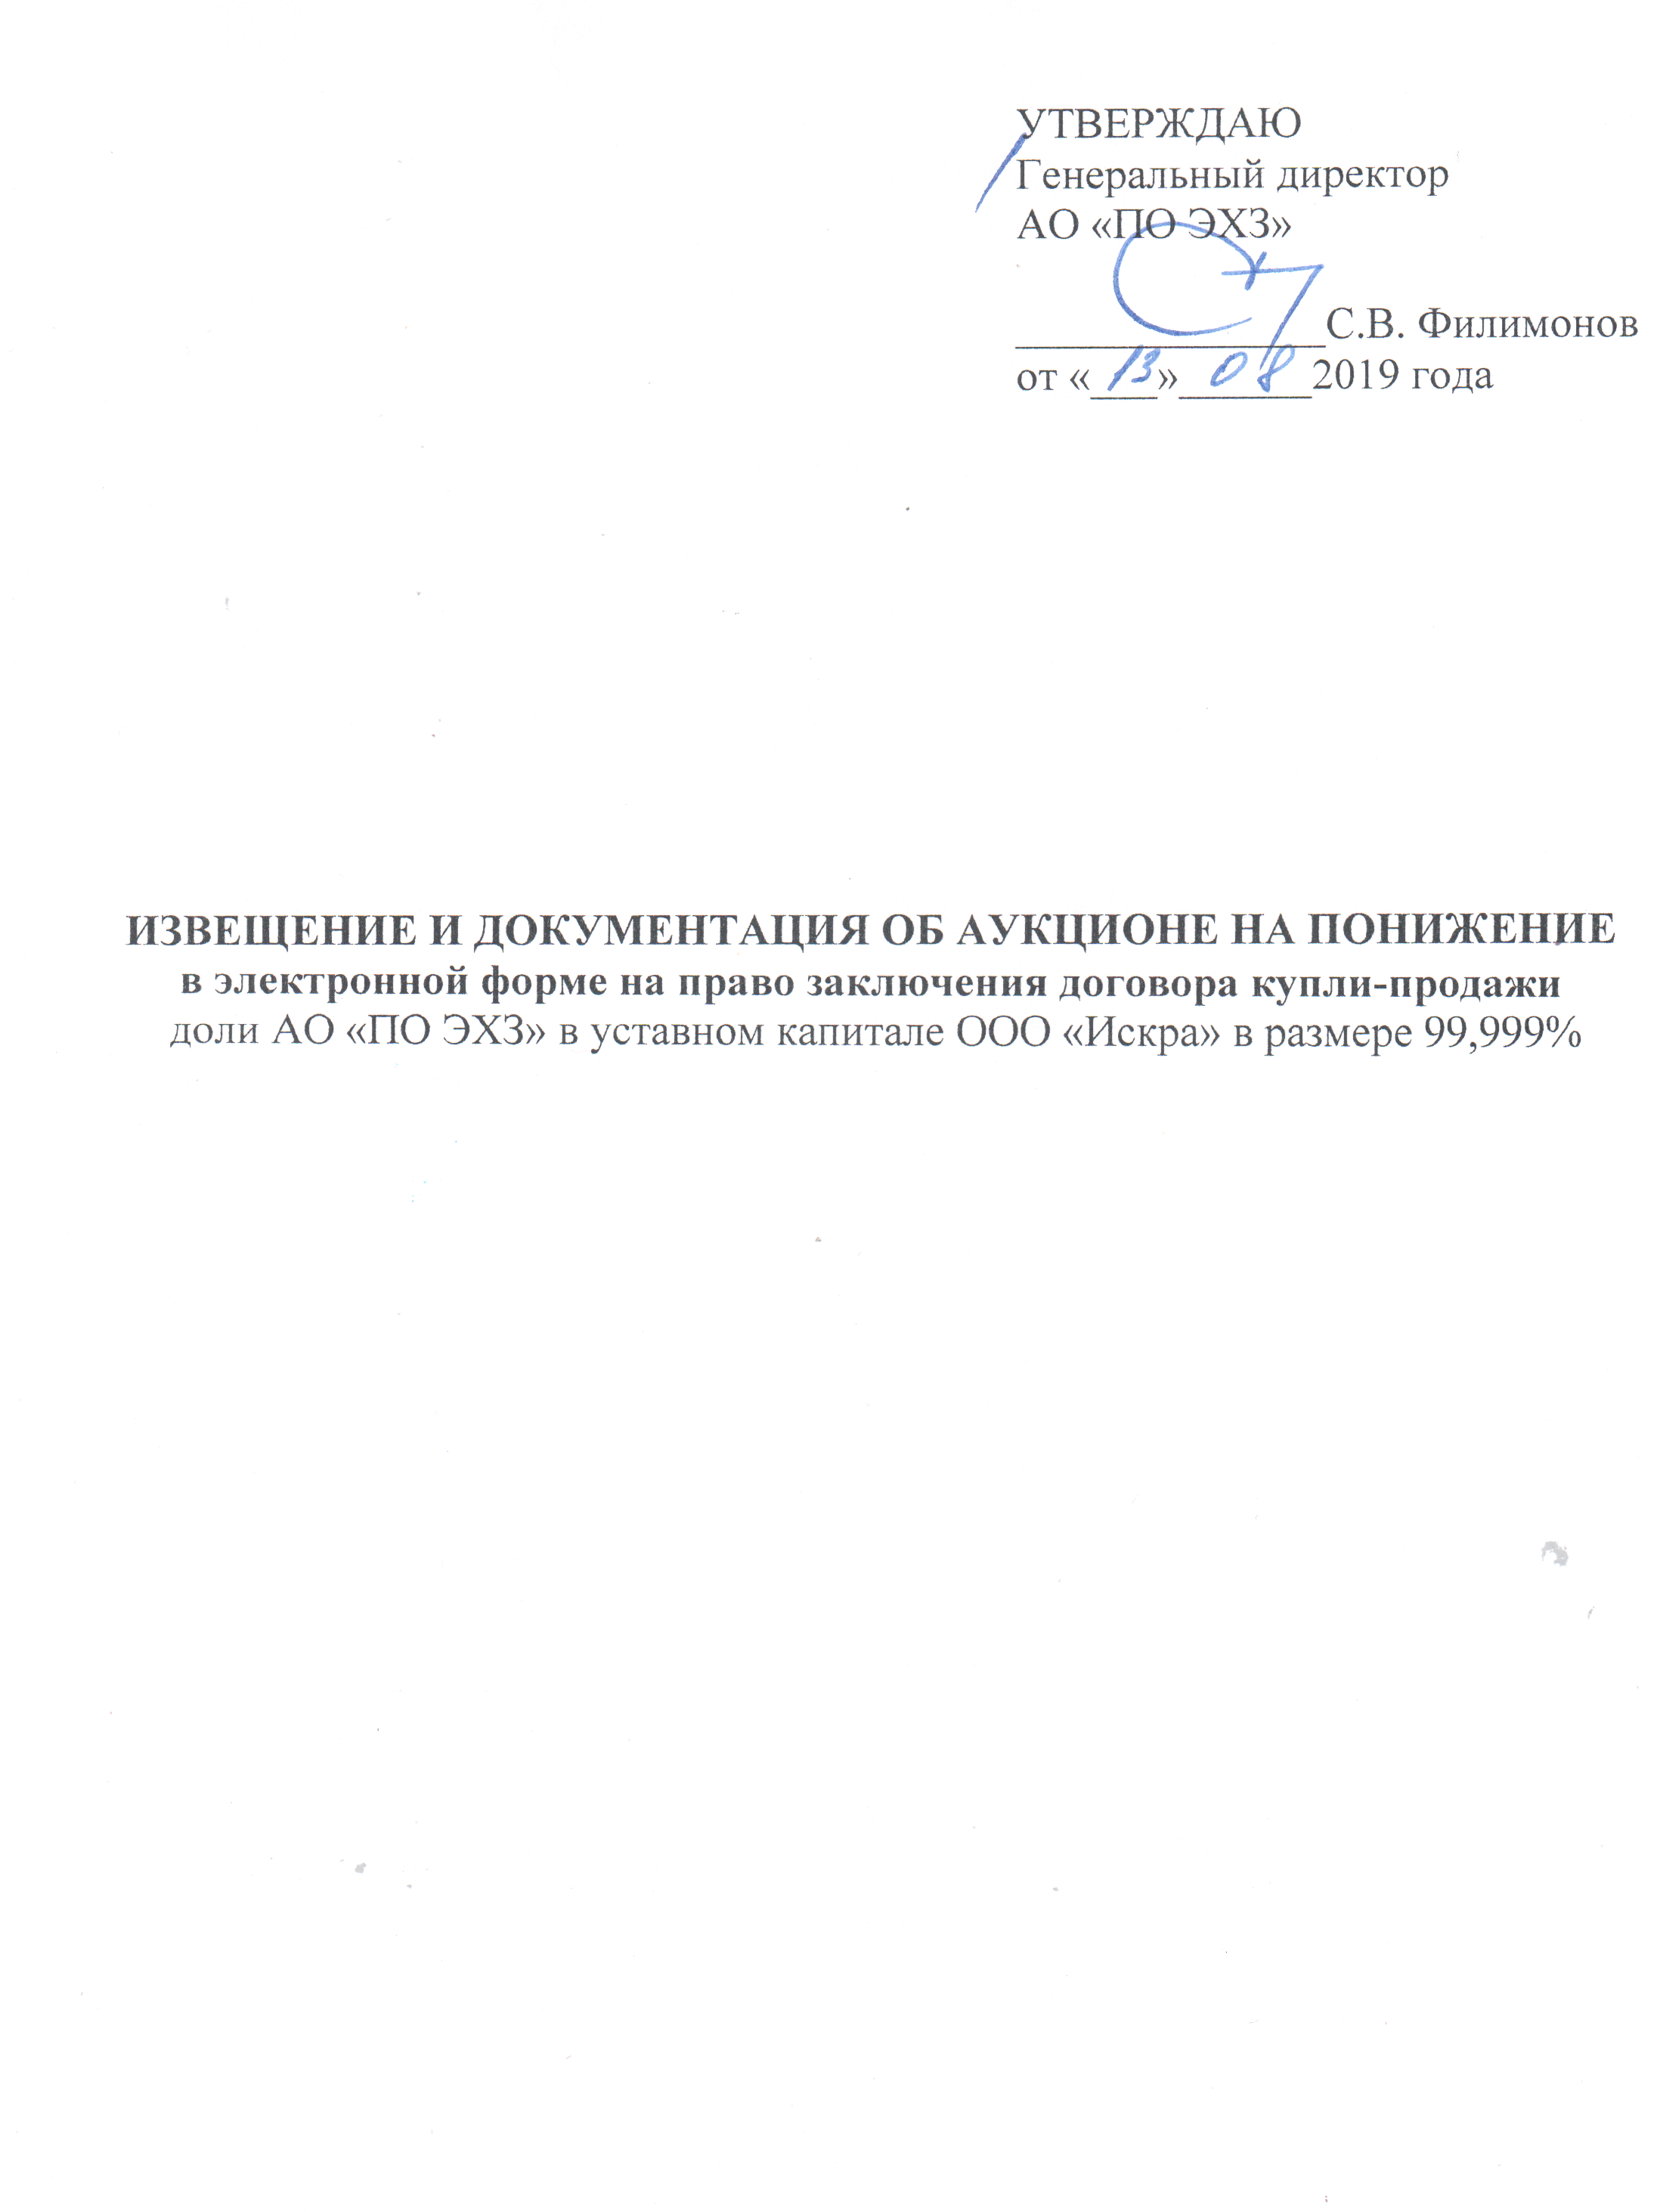 УТВЕРЖДАЮ
Генеральный директор
АО «ПО ЭХЗ»
С.В. Филимонов
от «13» 08 2019 года
ИЗВЕЩЕНИЕ И ДОКУМЕНТАЦИЯ ОБ АУКЦИОНЕ НА ПОНИЖЕНИЕ
в электронной форме на право заключения договора купли-продажи
доли АО «ПО ЭХЗ» в уставном капитале ООО «Искра» в размере 99,999%